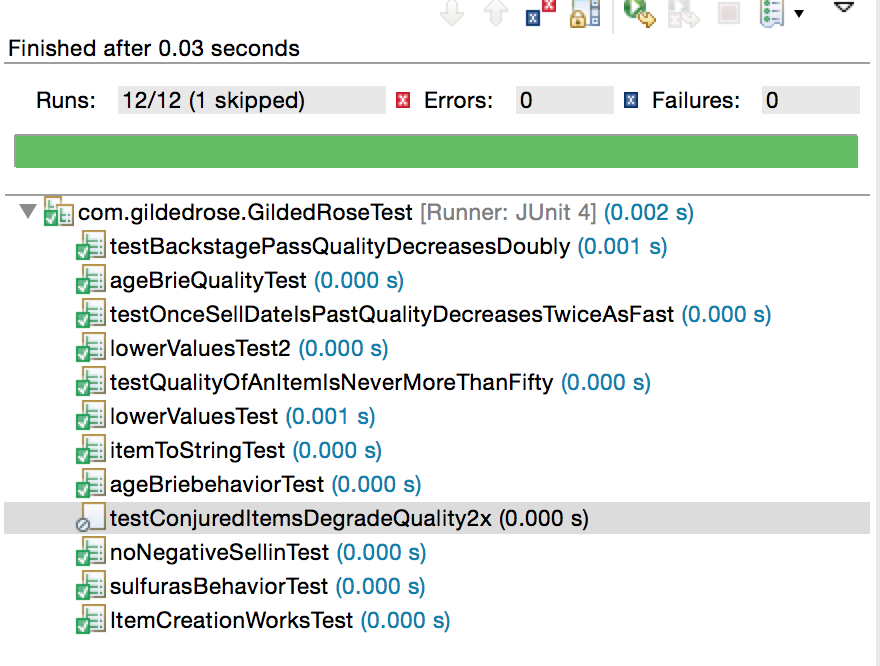 Finished after 0.03 seconds
Runs: 12/12 (1 skipped) Errors: 0 Failures: 0
com.gildedrose.GildedRoseTest [Runner: JUnit 4] (0.002 s)
testBackstagePassQualityDecreasesDoubly (0.001 s)
ageBrieQualityTest (0.000 s)
testOnceSellDateIsPastQualityDecreasesTwiceAsFast (0.000 s)
lowerValuesTest2 (0.000 s)
testQualityOfAnItemIsNeverMoreThanFifty (0.000 s)
lowerValuesTest (0.001 s)
itemToStringTest (0.000 s)
ageBriebehaviorTest (0.000 s)
testConjuredItemsDegradeQuality2x (0.000 s)
noNegativeSellinTest (0.000 s)
sulfurasBehaviorTest (0.000 s)
ItemCreationWorksTest (0.000 s)